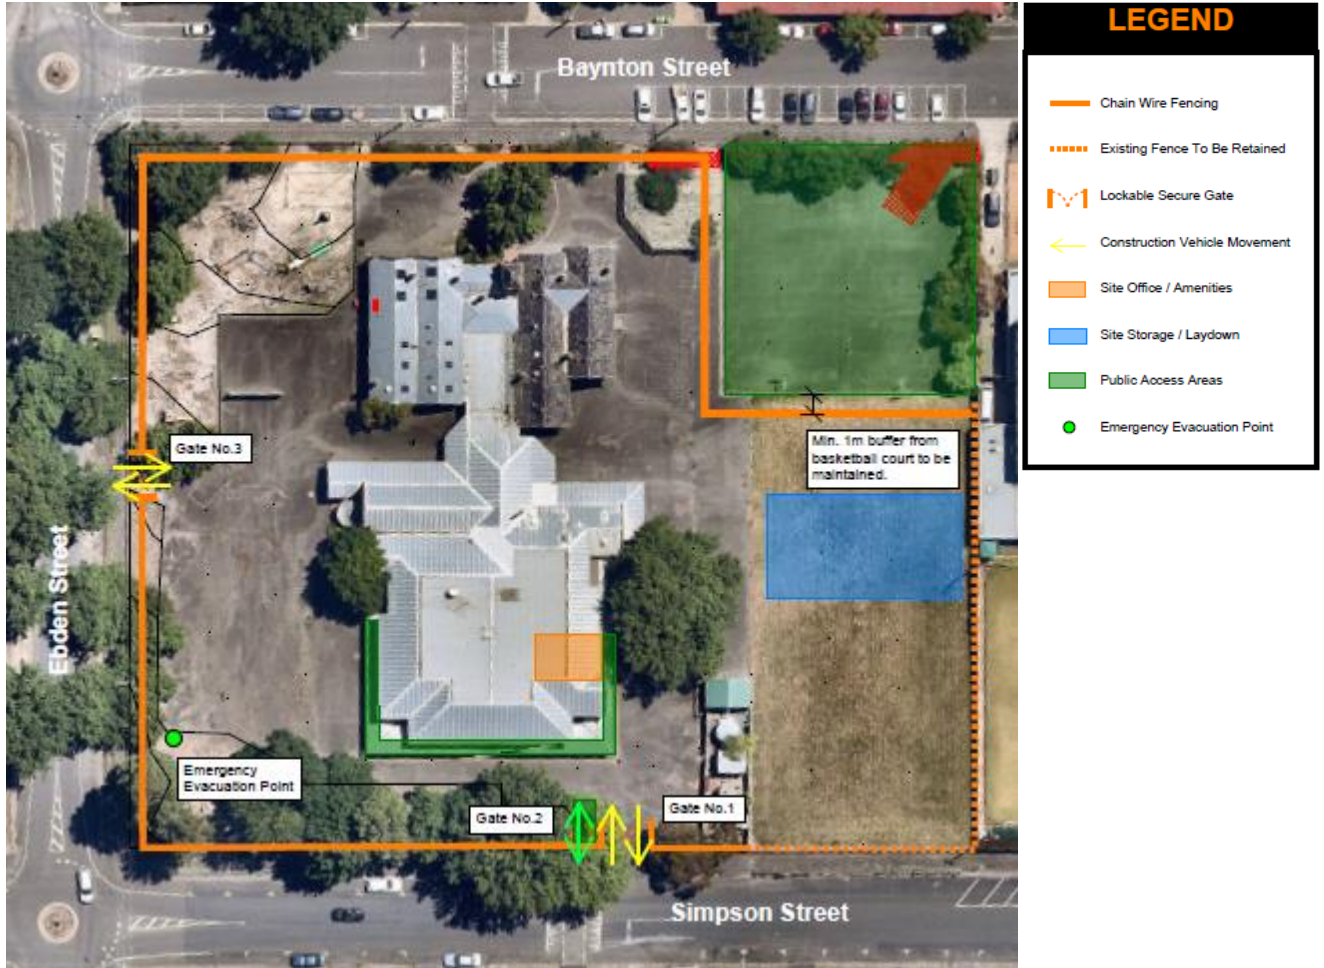 LEGEND
Baynton Street
Chain Wire Fencing
Existing Fence To Be Retained
Lockable Secure Gate
Construction Vehicle Movement
Site Office / Amenities
Site Storage / Laydown
Public Access Areas
Emergency Evacuation Point
Gate No.3
Min. 1m buffer from
basketball court to be
maintained.
Ebden Street
Emergency
Evacuation Point
Gate No.2
Gate No.1
Simpson Street